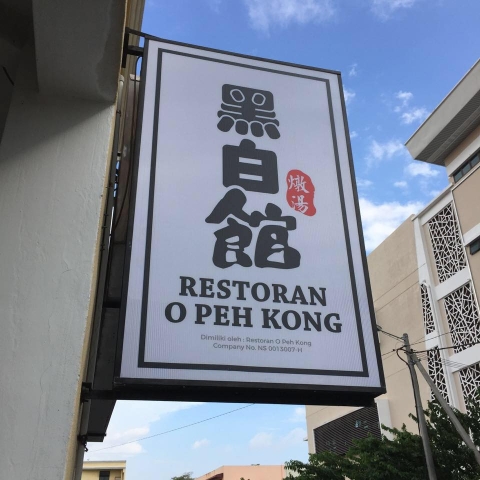 黑
白
館
燉
湯
RESTORAN
O PEH KONG
Dimiliki oleh : Restoran O Peh Kong
Company No. NS 0013007-H